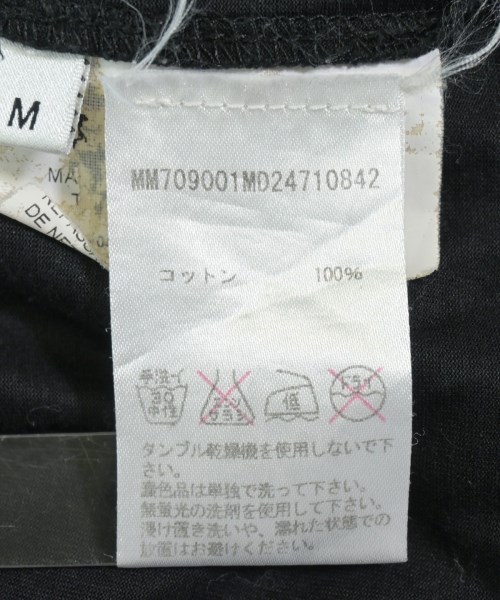 M
MM709001MD24710842
MA
T
DE NE
コットン 100%
手洗イ
30
中性
エンソ
サラシ
低
ドライ
タンブル乾燥機を使用しないで下
さい。
濃色品は単独で洗って下さい。
無蛍光の洗剤を使用して下さい。
浸け置き洗いや、濡れた状態での
放置はお避けください。